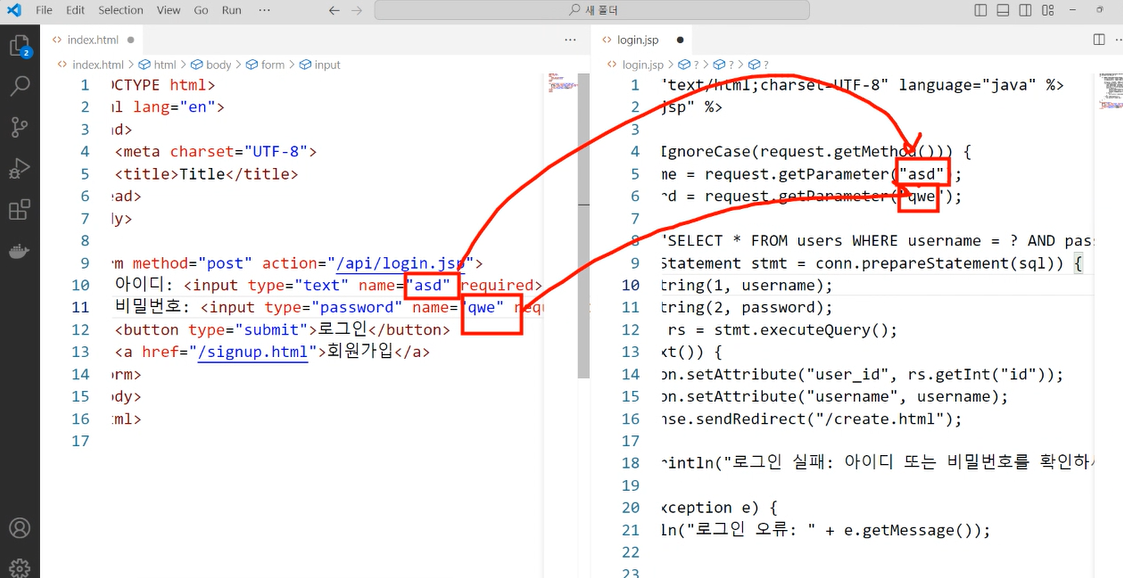 File Edit Selection View Go Run ··· 새 폴더
index.html
index.html > html > body > form > input
1 OCTYPE html>
2 ml lang="en">
3 ad>
4 <meta charset="UTF-8">
5 <title>Title</title>
6 ead>
7 dy>
8
9 rm method="post" action="/api/login.jsp">
10 아이디: <input type="text" name="asd" required>
11 비밀번호: <input type="password" name="qwe" requ
12 <button type="submit">로그인</button>
13 <a href="/signup.html">회원가입</a>
14 orm>
15 ody>
16 tml>
17
login.jsp
login.jsp > ? > ? > ?
1 "text/html;charset=UTF-8" language="java" %>
2 jsp" %>
3
4 IgnoreCase(request.getMethod())) {
5 me = request.getParameter("asd");
6 rd = request.getParameter("qwe");
7
8 "SELECT * FROM users WHERE username = ? AND pas
9 Statement stmt = conn.prepareStatement(sql)) {
10 tring(1, username);
11 tring(2, password);
12 rs = stmt.executeQuery();
13 xt()) {
14 on.setAttribute("user_id", rs.getInt("id"));
15 on.setAttribute("username", username);
16 nse.sendRedirect("/create.html");
17
18 rintln("로그인 실패: 아이디 또는 비밀번호를 확인하
19
20 xception e) {
21 ln("로그인 오류: " + e.getMessage());
22
23
2